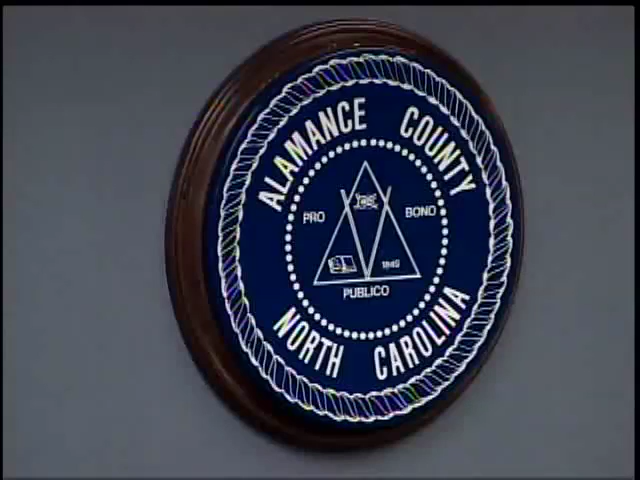 ALAMANCE COUNTY
PRO BONO
1849
PUBLICO
NORTH CAROLINA